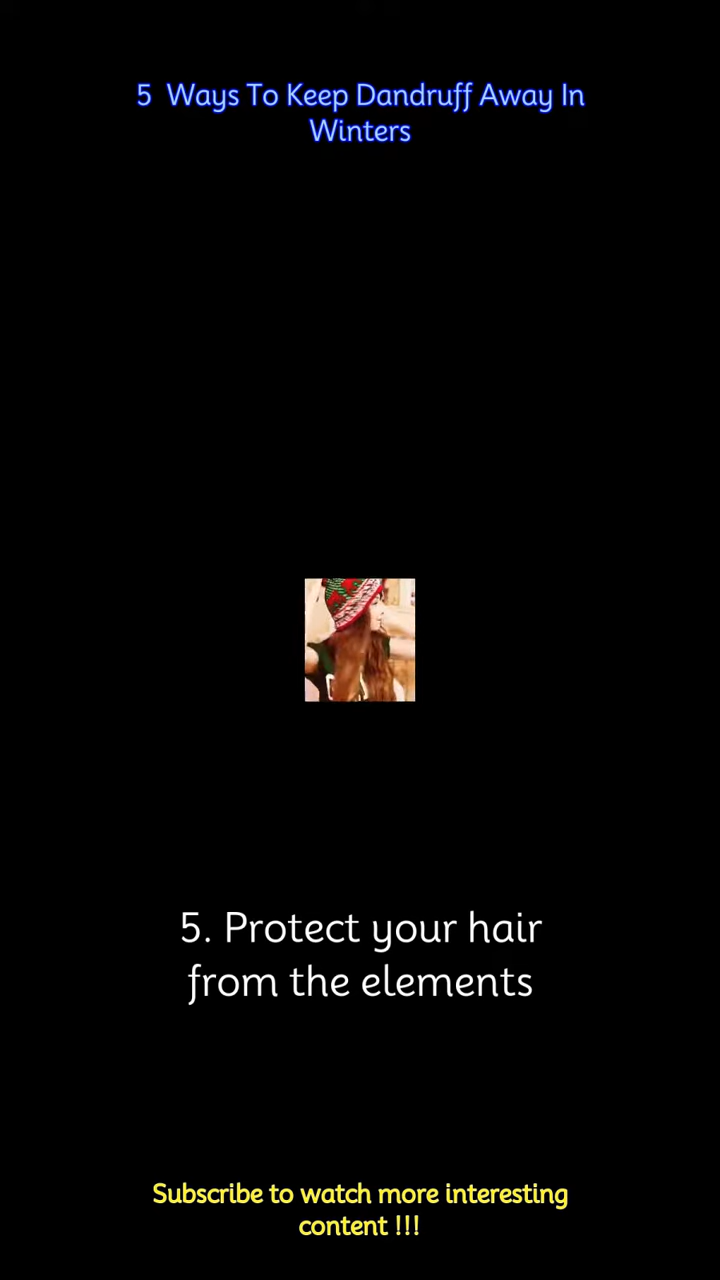 5  Ways To Keep Dandruff Away In
Winters
5. Protect your hair
from the elements
Subscribe to watch more interesting
content !!!